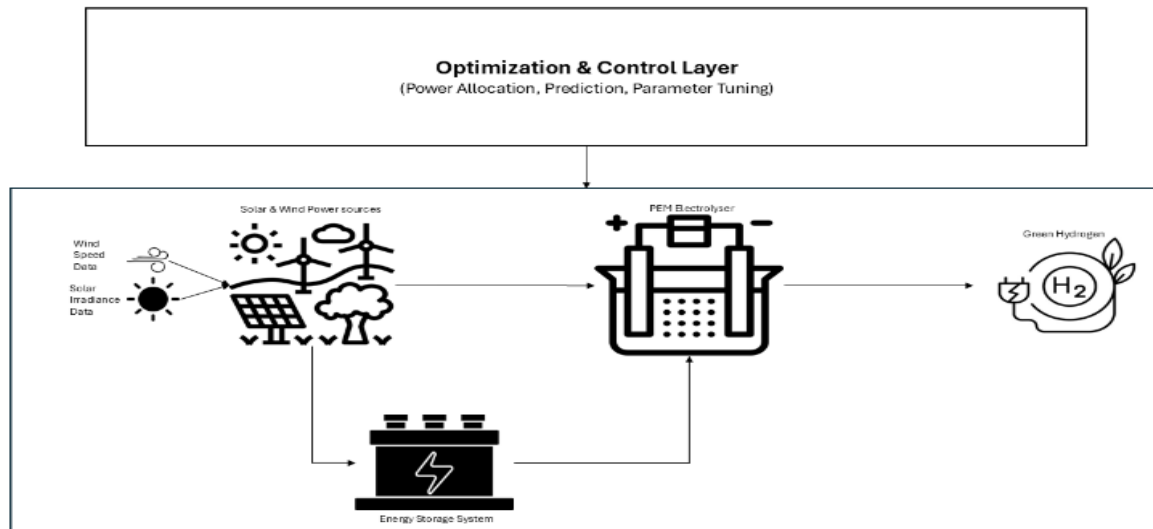 Optimization & Control Layer
(Power Allocation, Prediction, Parameter Tuning)
Solar & Wind Power sources
PEM Electrolyser
Wind
Speed
Data
Solar
Irradiance
Data
Green Hydrogen
H2
Energy Storage System